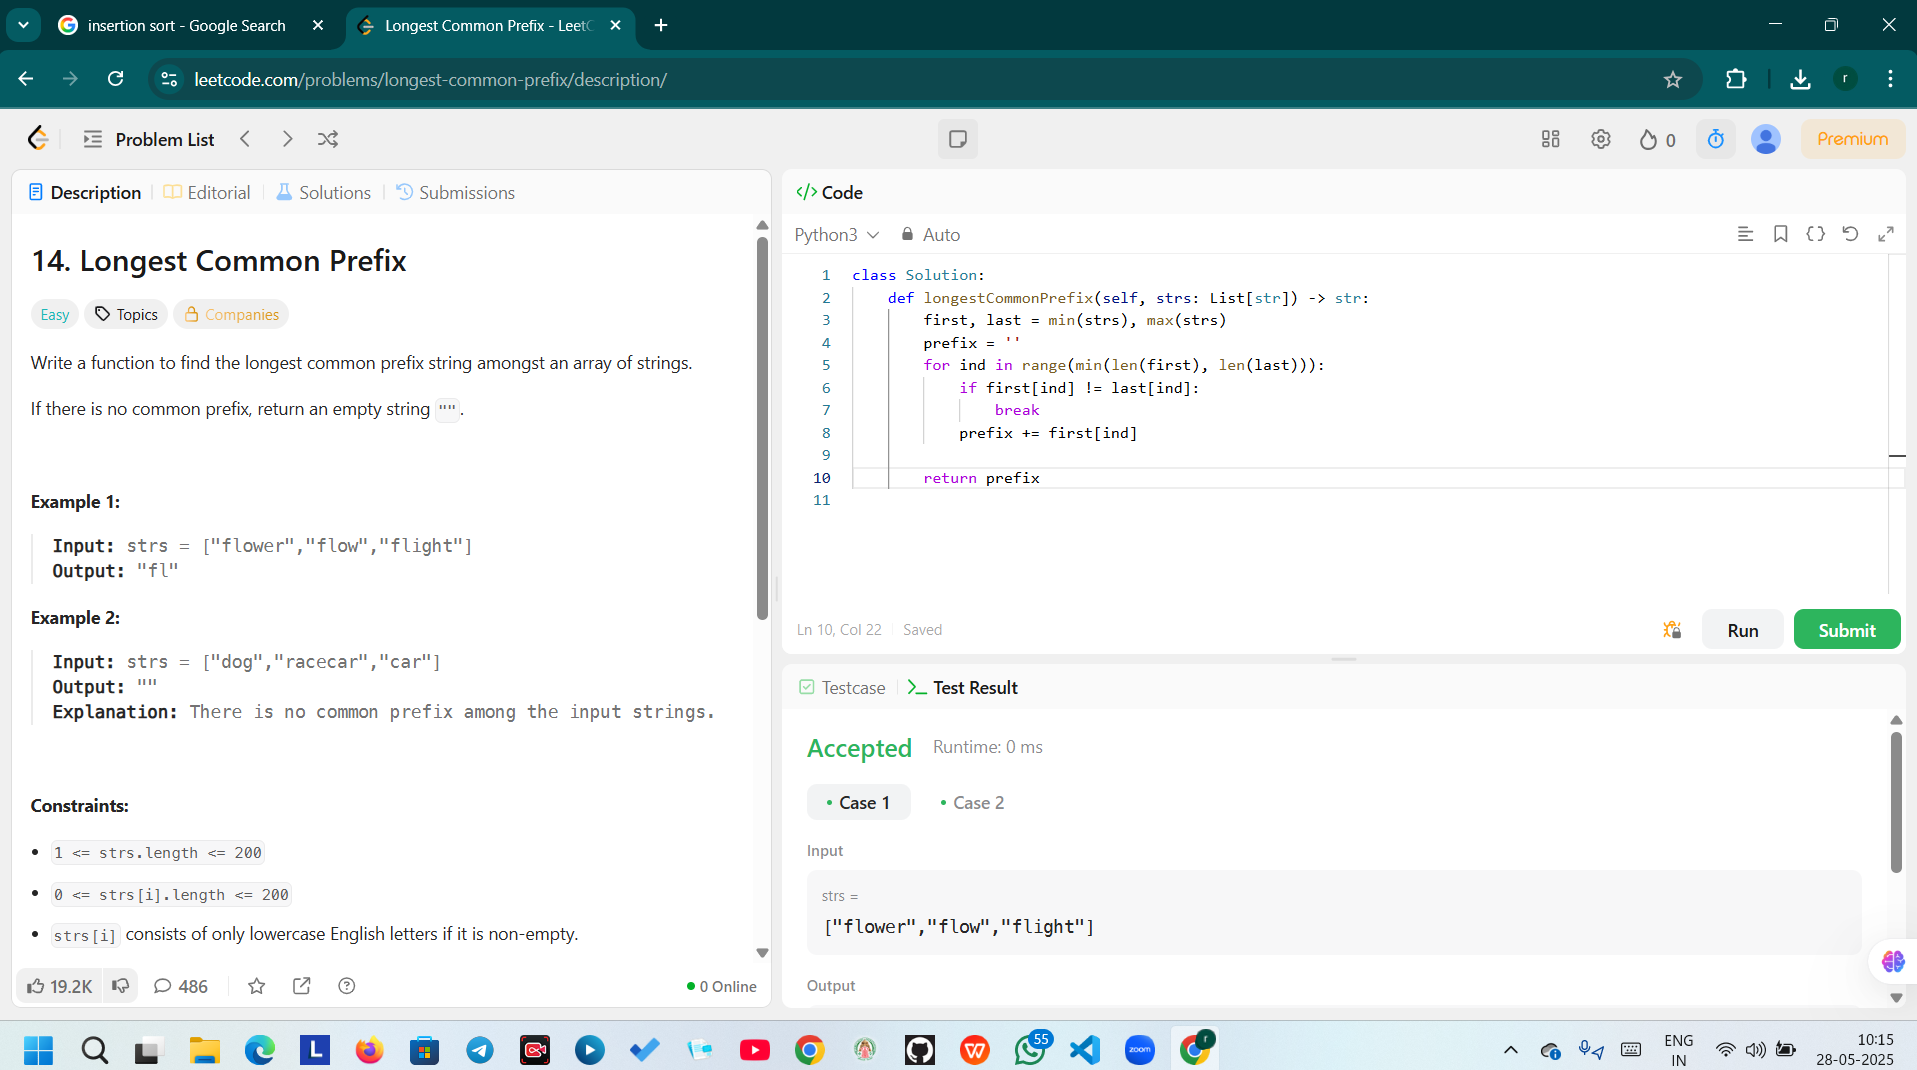 insertion sort - Google Search
Longest Common Prefix - LeetC
leetcode.com/problems/longest-common-prefix/description/
r
Problem List
0
Premium
Description
Editorial
Solutions
Submissions
14. Longest Common Prefix
Easy
Topics
Companies
Write a function to find the longest common prefix string amongst an array of strings.
If there is no common prefix, return an empty string "".
Example 1:
Input: strs = ["flower","flow","flight"]
Output: "fl"
Example 2:
Input: strs = ["dog","racecar","car"]
Output: ""
Explanation: There is no common prefix among the input strings.
Constraints:
• 1 <= strs.length <= 200
• 0 <= strs[i].length <= 200
• strs[i] consists of only lowercase English letters if it is non-empty.
19.2K
486
0 Online
</> Code
Python3
Auto
1 class Solution:
2 def longestCommonPrefix(self, strs: List[str]) -> str:
3 first, last = min(strs), max(strs)
4 prefix = ''
5 for ind in range(min(len(first), len(last))):
6 if first[ind] != last[ind]:
7 break
8 prefix += first[ind]
9
10 return prefix
11
Ln 10, Col 22
Saved
Run
Submit
Testcase
Test Result
Accepted
Runtime: 0 ms
• Case 1
• Case 2
Input
strs =
["flower","flow","flight"]
Output
L
W
55
zoom
r
ENG
IN
10:15
28-05-2025